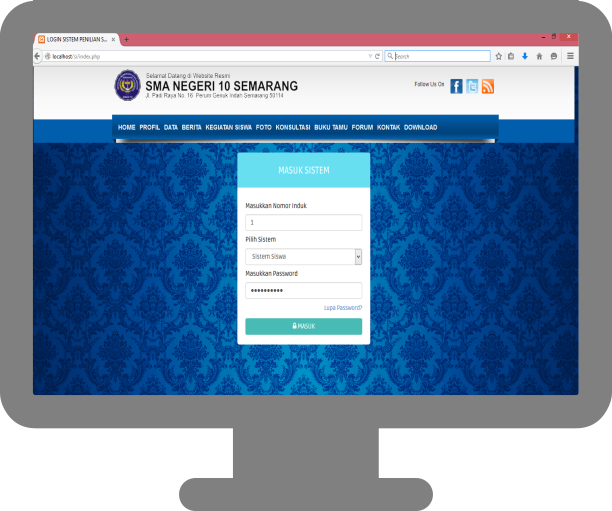 LOGIN SISTEM PENILIAN S... × +
localhost/si/index.php
Search
Selamat Datang di Website Resmi
SMA NEGERI 10 SEMARANG
Jl. Padi Raya No. 16 Perum Genuk Indah Semarang 50114
Follow Us On
HOME PROFIL DATA BERITA KEGIATAN SISWA FOTO KONSULTASI BUKU TAMU FORUM KONTAK DOWNLOAD
MASUK SISTEM
Masukkan Nomor Induk
1
Pilih Sistem
Sistem Siswa
Masukkan Password
Lupa Password?
MASUK